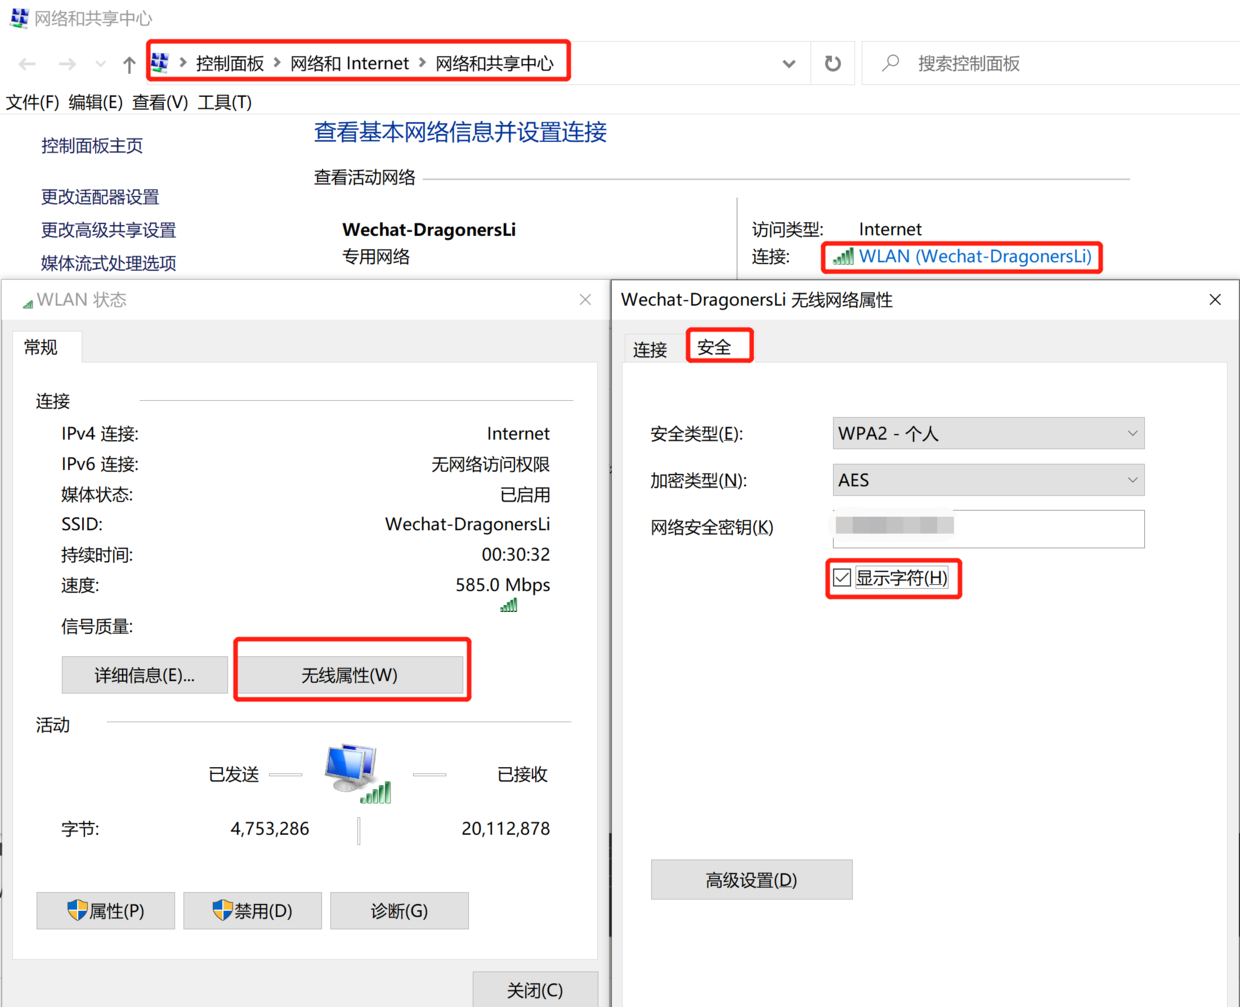 网络和共享中心
控制面板 > 网络和 Internet > 网络和共享中心
搜索控制面板
文件(F) 编辑(E) 查看(V) 工具(T)
控制面板主页
更改适配器设置
更改高级共享设置
媒体流式处理选项
查看基本网络信息并设置连接
查看活动网络
Wechat-DragonersLi
专用网络
访问类型: Internet
连接: WLAN (Wechat-DragonersLi)
WLAN 状态
常规
连接
IPv4 连接: Internet
IPv6 连接: 无网络访问权限
媒体状态: 已启用
SSID: Wechat-DragonersLi
持续时间: 00:30:32
速度: 585.0 Mbps
信号质量:
详细信息(E)... 无线属性(W)
活动
已发送 已接收
字节: 4,753,286 20,112,878
属性(P) 禁用(D) 诊断(G)
关闭(C)
Wechat-DragonersLi 无线网络属性
连接 安全
安全类型(E): WPA2 - 个人
加密类型(N): AES
网络安全密钥(K)
显示字符(H)
高级设置(D)